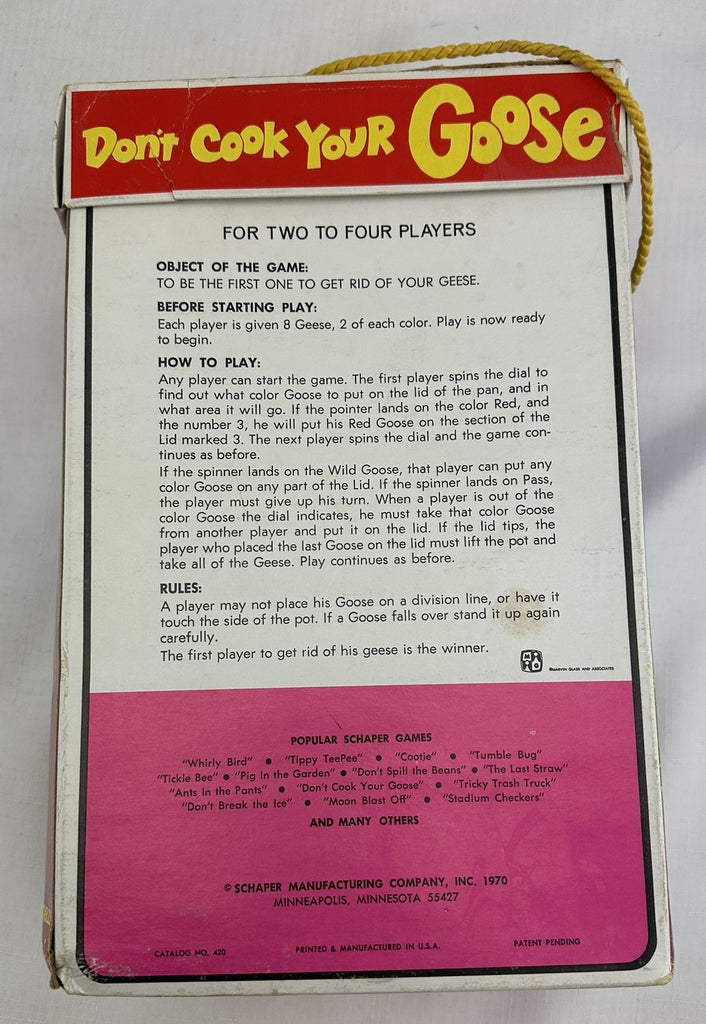 Don't Cook Your Goose
FOR TWO TO FOUR PLAYERS
OBJECT OF THE GAME:
TO BE THE FIRST ONE TO GET RID OF YOUR GEESE.
BEFORE STARTING PLAY:
Each player is given 8 Geese, 2 of each color. Play is now ready
to begin.
HOW TO PLAY:
Any player can start the game. The first player spins the dial to
find out what color Goose to put on the lid of the pan, and in
what area it will go. If the pointer lands on the color Red, and
the number 3, he will put his Red Goose on the section of the
Lid marked 3. The next player spins the dial and the game con-
tinues as before.
If the spinner lands on the Wild Goose, that player can put any
color Goose on any part of the Lid. If the spinner lands on Pass,
the player must give up his turn. When a player is out of the
color Goose the dial indicates, he must take that color Goose
from another player and put it on the lid. If the lid tips, the
player who placed the last Goose on the lid must lift the pot and
take all of the Geese. Play continues as before.
RULES:
A player may not place his Goose on a division line, or have it
touch the side of the pot. If a Goose falls over stand it up again
carefully.
The first player to get rid of his geese is the winner.
©MARVIN GLASS AND ASSOCIATES
POPULAR SCHAPER GAMES
"Whirly Bird" ● "Tippy TeePee" ● "Cootie" ● "Tumble Bug"
"Tickle Bee" ● "Pig In the Garden" ● "Don't Spill the Beans" ● "The Last Straw"
"Ants In the Pants" ● "Don't Cook Your Goose" ● "Tricky Trash Truck"
"Don't Break the Ice" ● "Moon Blast Off" ● "Stadium Checkers"
AND MANY OTHERS
© SCHAPER MANUFACTURING COMPANY, INC. 1970
MINNEAPOLIS, MINNESOTA 55427
CATALOG NO. 420 PRINTED & MANUFACTURED IN U.S.A. PATENT PENDING